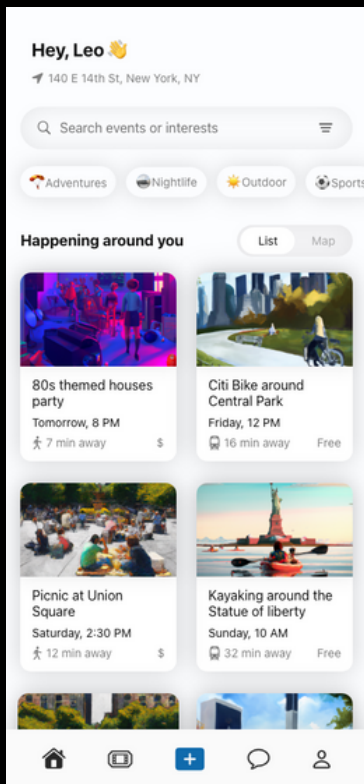 Hey, Leo 👋
140 E 14th St, New York, NY
Search events or interests
Adventures
Nightlife
Outdoor
Sports
Happening around you
List
Map
80s themed houses
party
Tomorrow, 8 PM
7 min away
$
Citi Bike around
Central Park
Friday, 12 PM
16 min away
Free
Picnic at Union
Square
Saturday, 2:30 PM
12 min away
$
Kayaking around the
Statue of liberty
Sunday, 10 AM
32 min away
Free